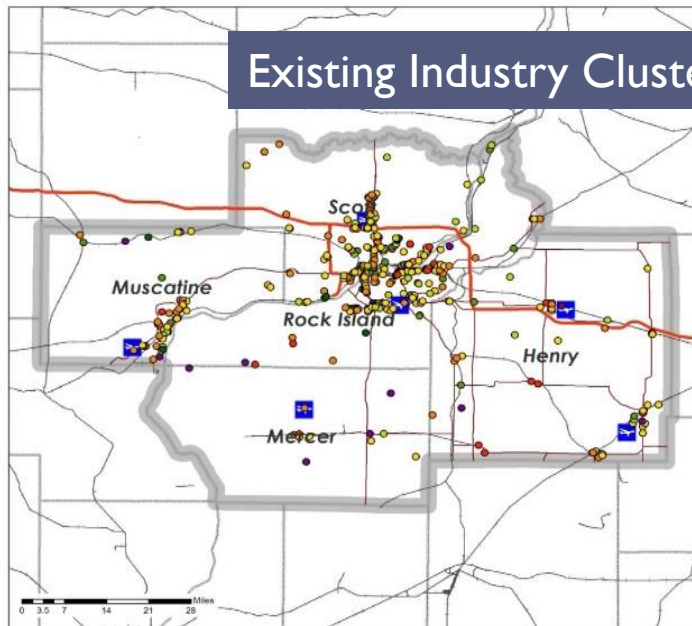 Existing Industry Cluste
Scott
Muscatine
Rock Island
Henry
Mercer
Miles
0 3.5 7 14 21 28